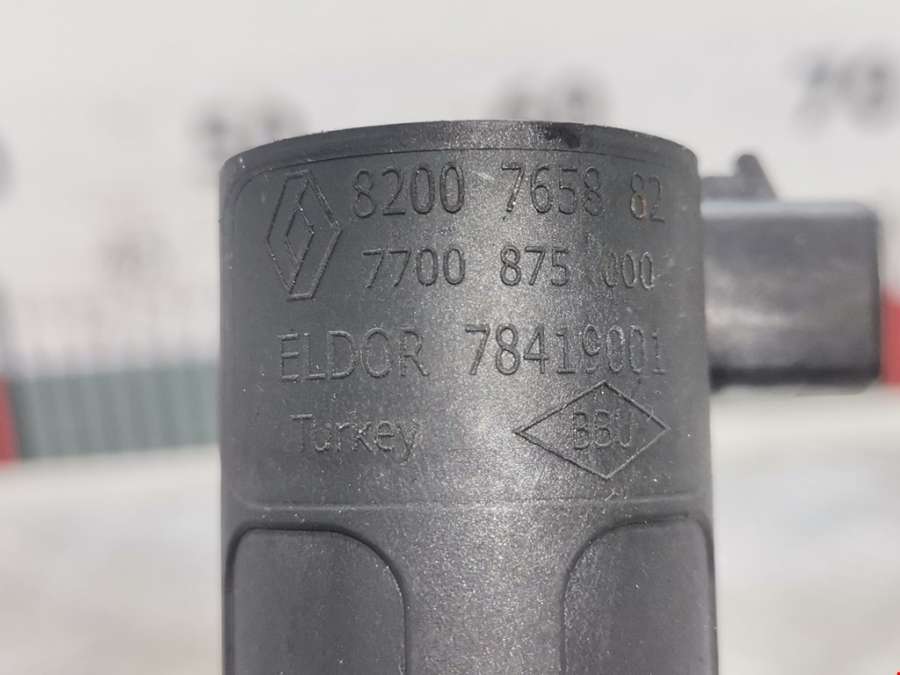 8200 7658 82
7700 875 000
ELDOR 78419001
Turkey BBU